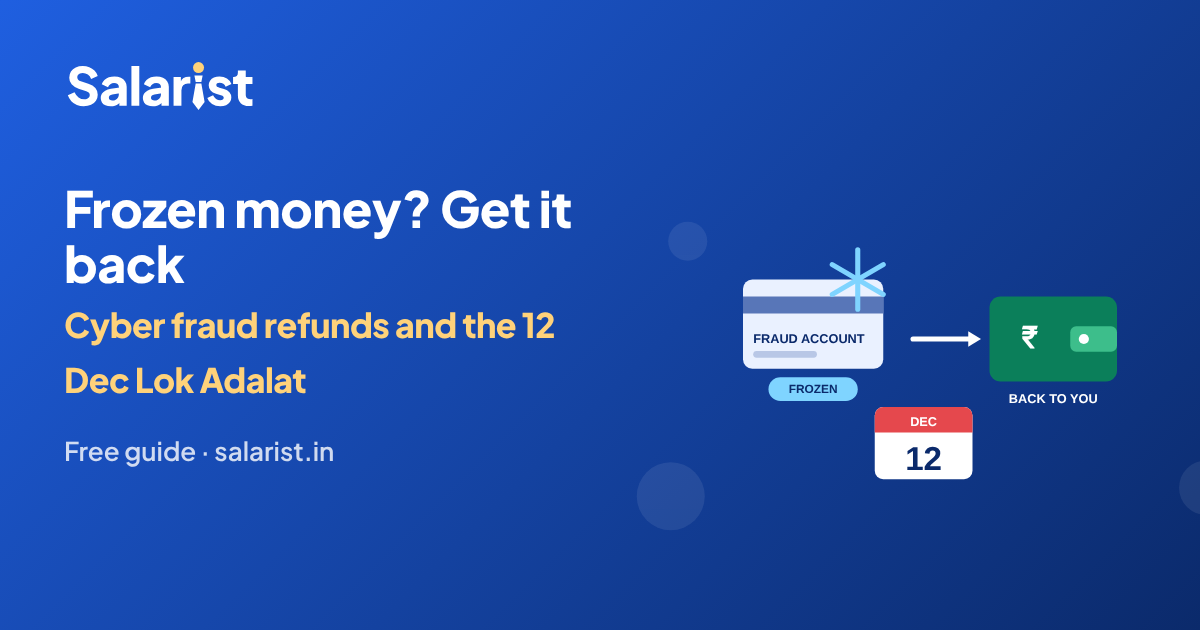 Salarist
Frozen money? Get it
back
Cyber fraud refunds and the 12
Dec Lok Adalat
Free guide · salarist.in
FRAUD ACCOUNT
FROZEN
₹
BACK TO YOU
DEC
12